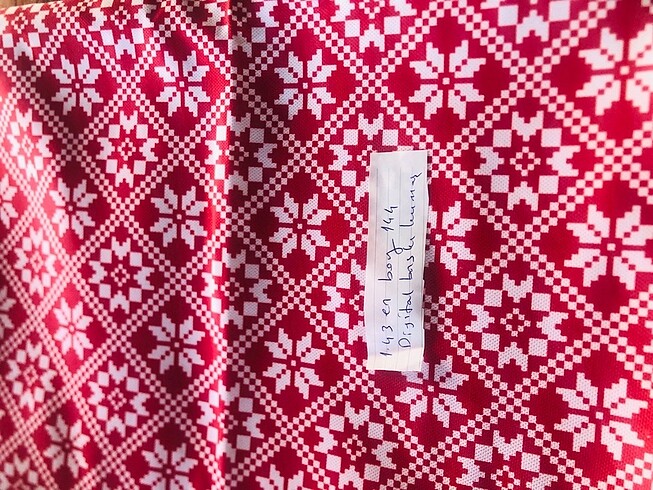 1.43 en boy 144
Digital baskı kumaş